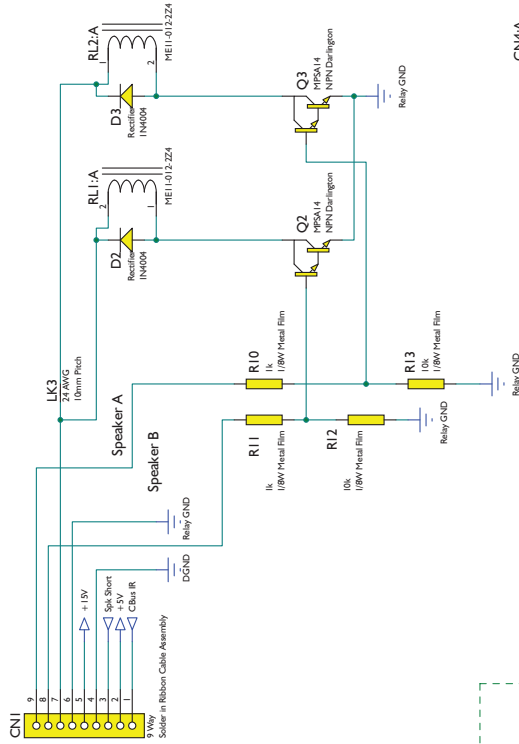 CN1
9
8
7
6
5
4
3
2
1
9 Way
Solder in Ribbon Cable Assembly
+15V
Spk Short
+5V
CBus IR
DGND
Relay GND
LK3
24 AWG
10mm Pitch
Speaker A
Speaker B
R11
1k
1/8W Metal Film
R10
1k
1/8W Metal Film
R12
10k
1/8W Metal Film
R13
10k
1/8W Metal Film
Relay GND
Relay GND
D2
Rectifier
1N4004
RL1:A
ME11-012-2Z4
2
1
D3
Rectifier
1N4004
RL2:A
ME11-012-2Z4
1
2
Q2
MPSA14
NPN Darlington
Q3
MPSA14
NPN Darlington
Relay GND